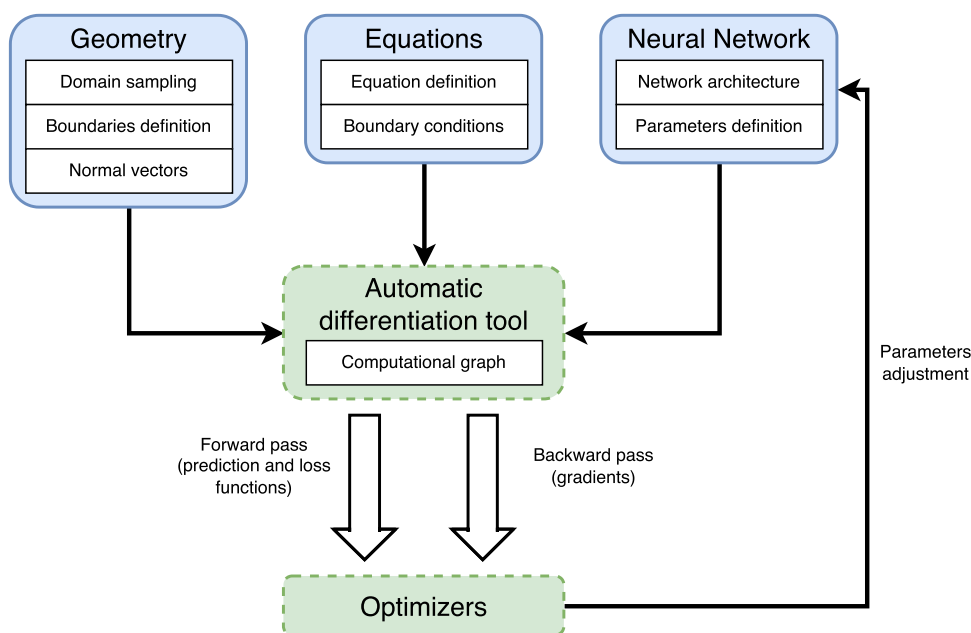 Geometry
Domain sampling
Boundaries definition
Normal vectors
Equations
Equation definition
Boundary conditions
Neural Network
Network architecture
Parameters definition
Automatic
differentiation tool
Computational graph
Parameters
adjustment
Forward pass
(prediction and loss
functions)
Backward pass
(gradients)
Optimizers